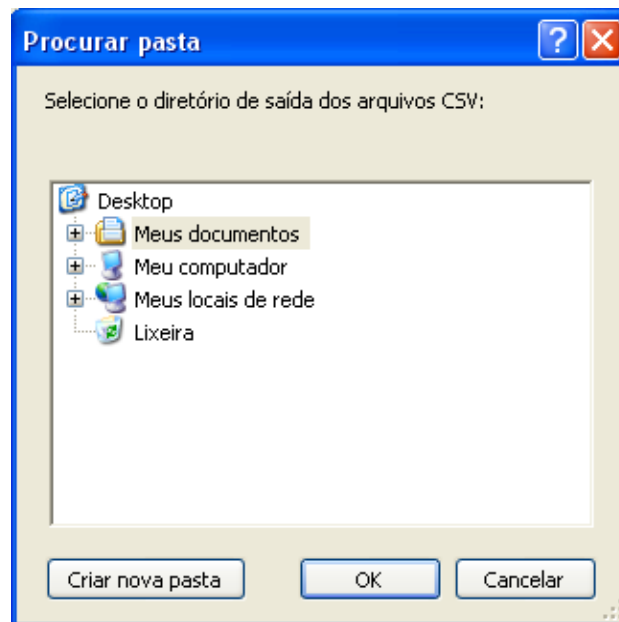 Procurar pasta
Selecione o diretório de saída dos arquivos CSV:
Desktop
Meus documentos
Meu computador
Meus locais de rede
Lixeira
Criar nova pasta OK Cancelar